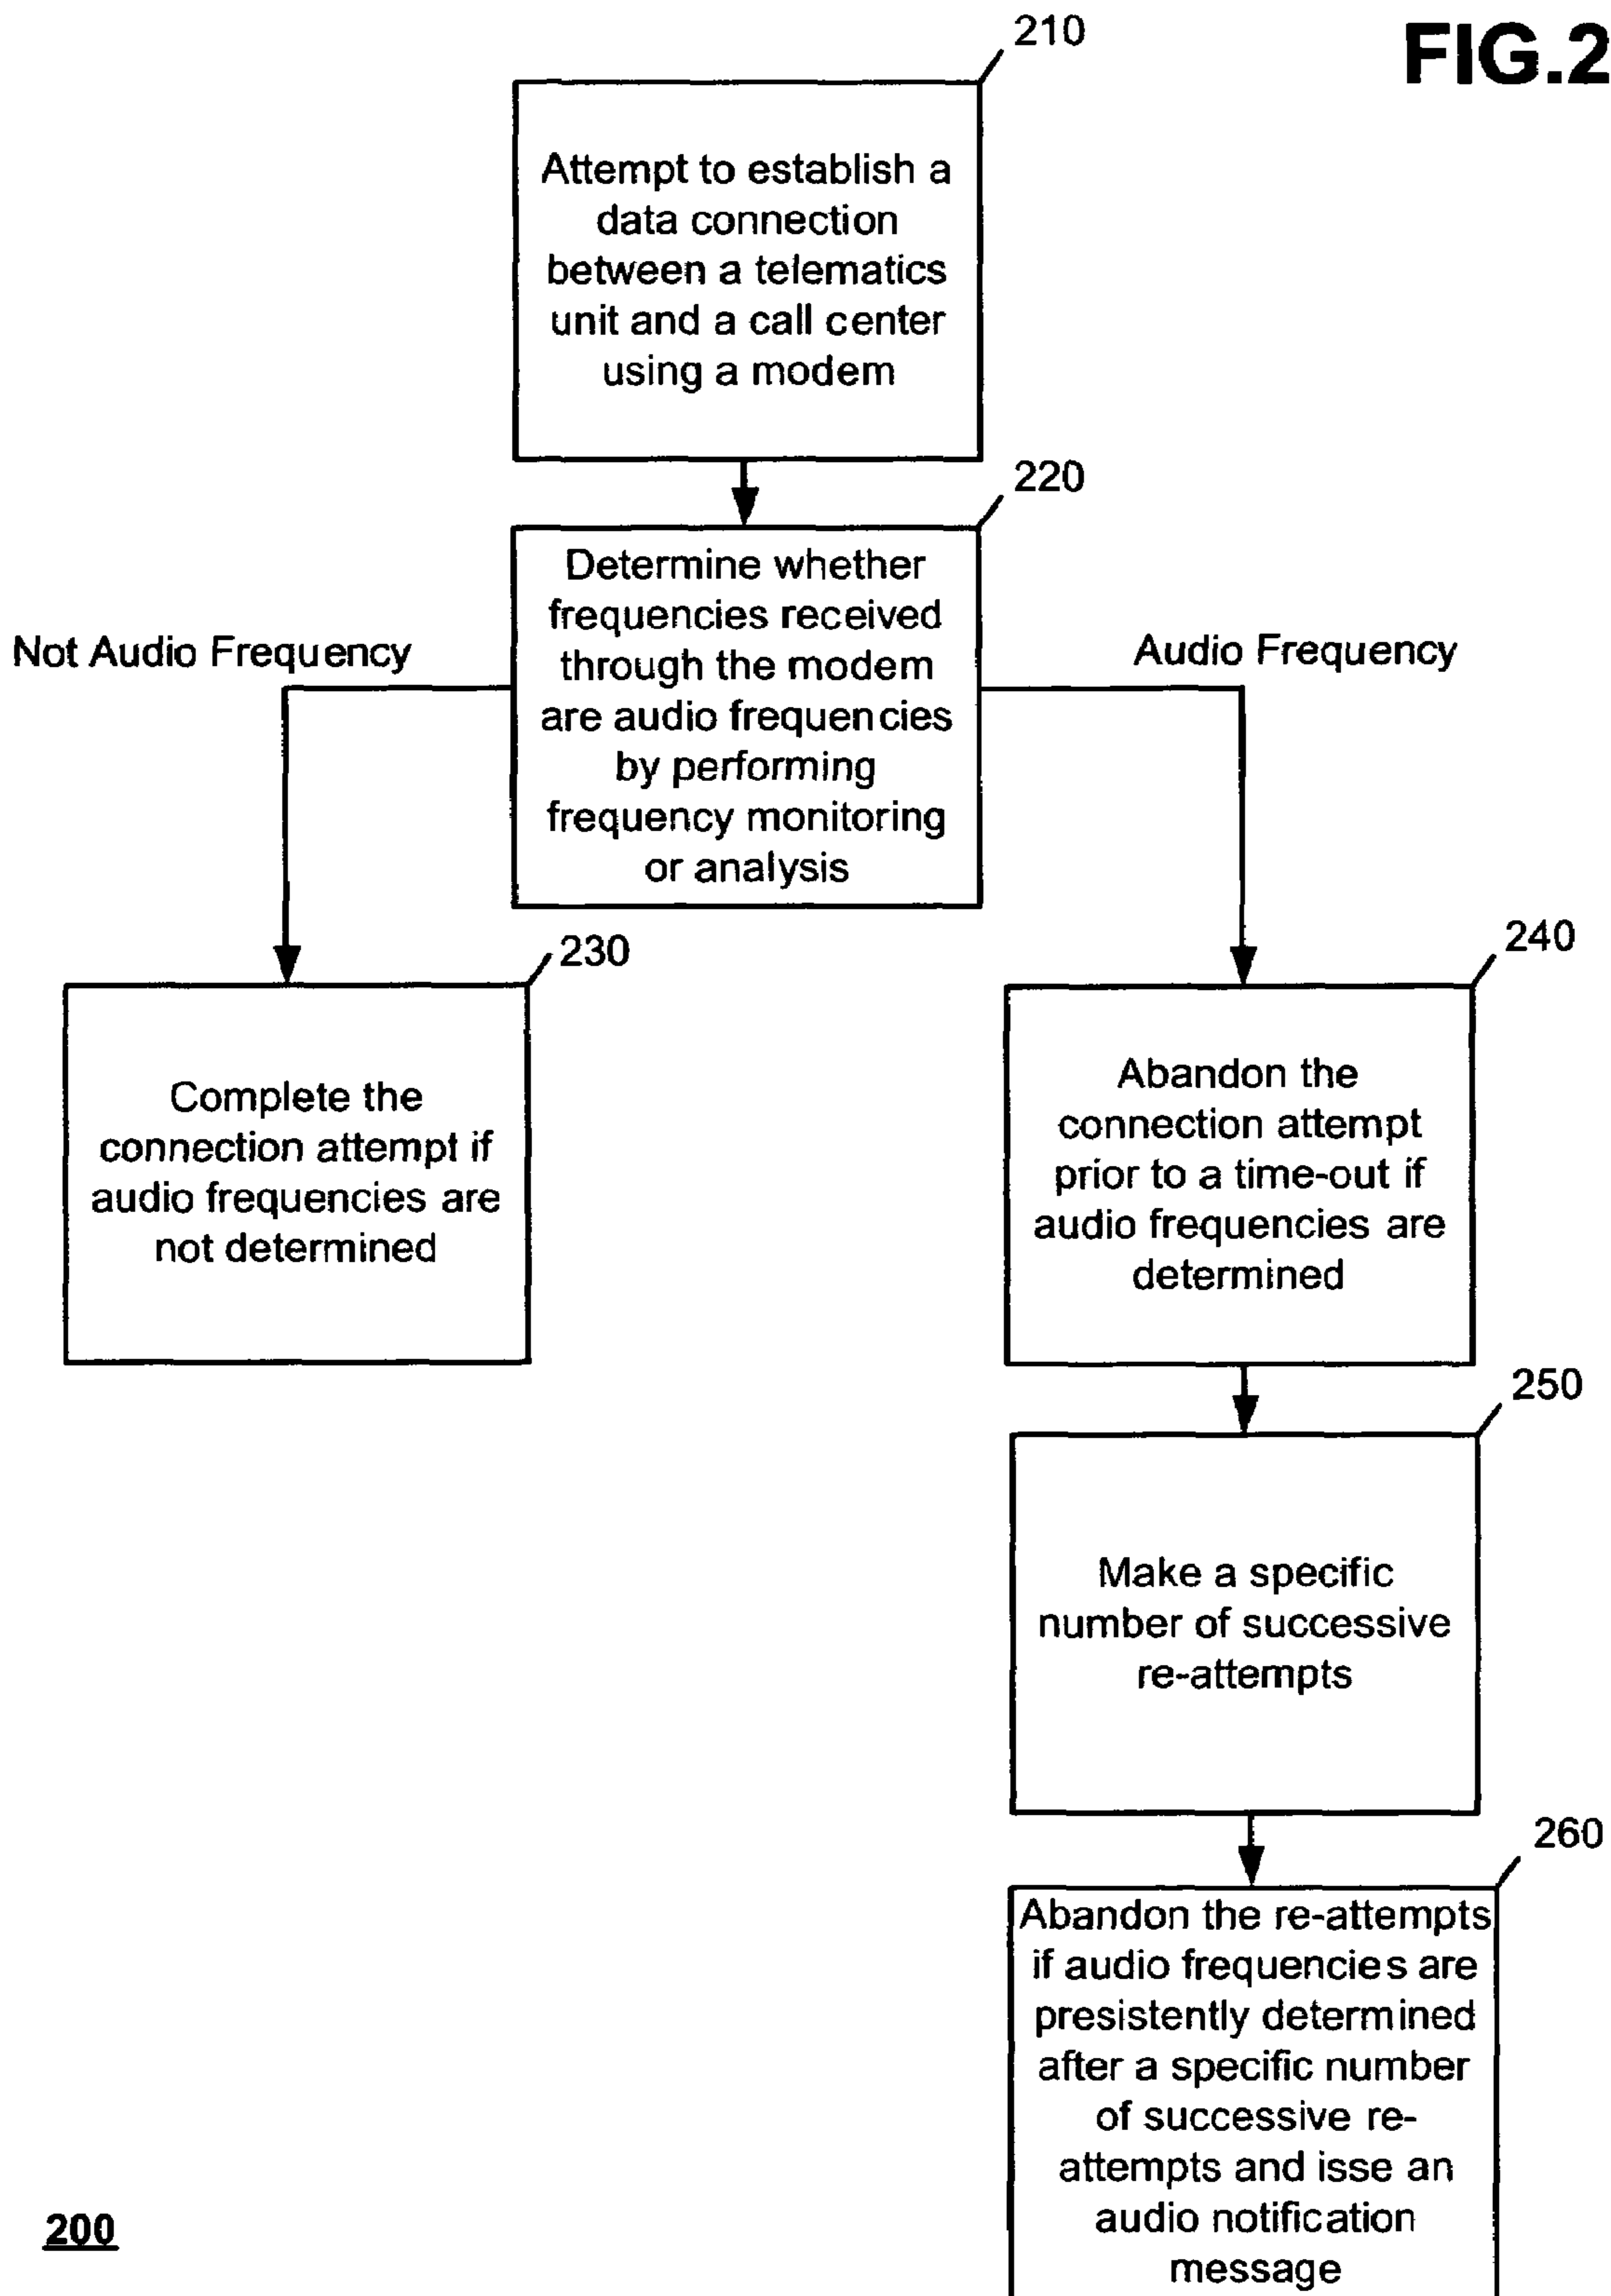 FIG.2
210
Attempt to establish a
data connection
between a telematics
unit and a call center
using a modem
220
Determine whether
frequencies received
through the modem
are audio frequencies
by performing
frequency monitoring
or analysis
Not Audio Frequency
Audio Frequency
230
Complete the
connection attempt if
audio frequencies are
not determined
240
Abandon the
connection attempt
prior to a time-out if
audio frequencies are
determined
250
Make a specific
number of successive
re-attempts
260
Abandon the re-attempts
if audio frequencies are
presistently determined
after a specific number
of successive re-
attempts and isse an
audio notification
message
200